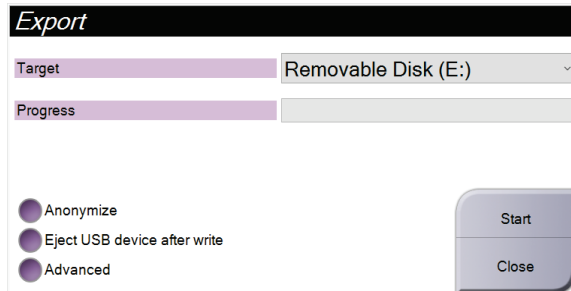 Export
Target
Removable Disk (E:)
Progress
Anonymize
Eject USB device after write
Advanced
Start
Close